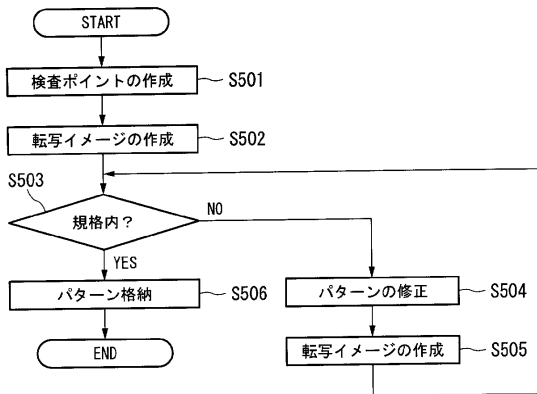 START
検査ポイントの作成
S501
転写イメージの作成
S502
S503
規格内?
NO
YES
パターン格納
S506
パターンの修正
S504
END
転写イメージの作成
S505